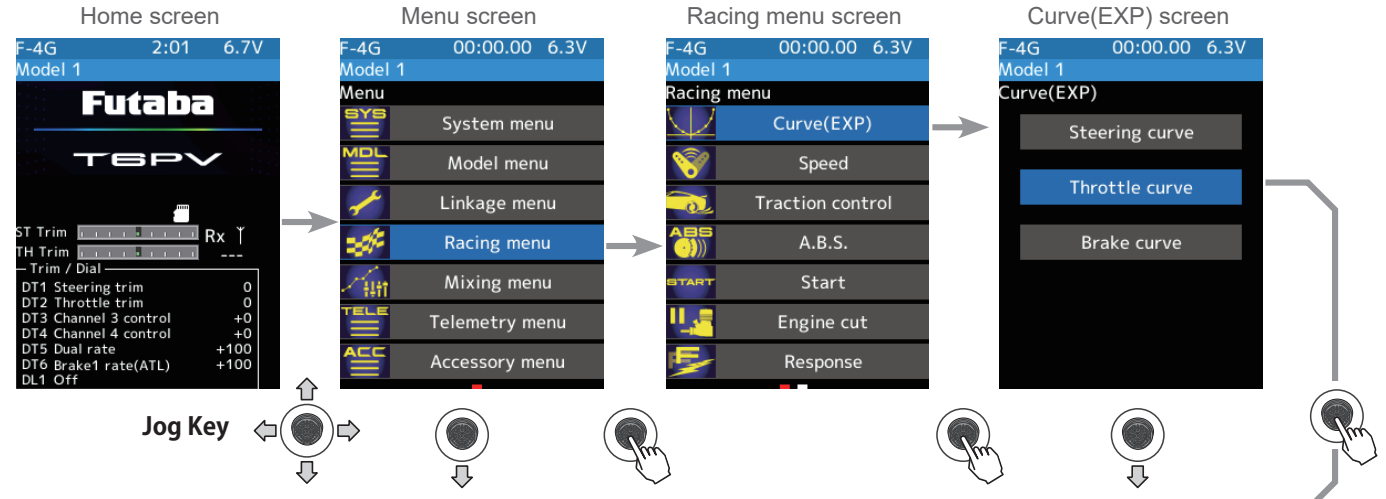 Home screen
F-4G 2:01 6.7V
Model 1
Futaba
T6PV
ST Trim
Rx
TH Trim
---
Trim / Dial
DT1 Steering trim 0
DT2 Throttle trim 0
DT3 Channel 3 control +0
DT4 Channel 4 control +0
DT5 Dual rate +100
DT6 Brake1 rate(ATL) +100
DL1 Off
Menu screen
F-4G 00:00.00 6.3V
Model 1
Menu
SYS System menu
MDL Model menu
Linkage menu
Racing menu
Mixing menu
TELE Telemetry menu
ACC Accessory menu
Racing menu screen
F-4G 00:00.00 6.3V
Model 1
Racing menu
Curve(EXP)
Speed
Traction control
ABS A.B.S.
START Start
Engine cut
F Response
Curve(EXP) screen
F-4G 00:00.00 6.3V
Model 1
Curve(EXP)
Steering curve
Throttle curve
Brake curve
Jog Key